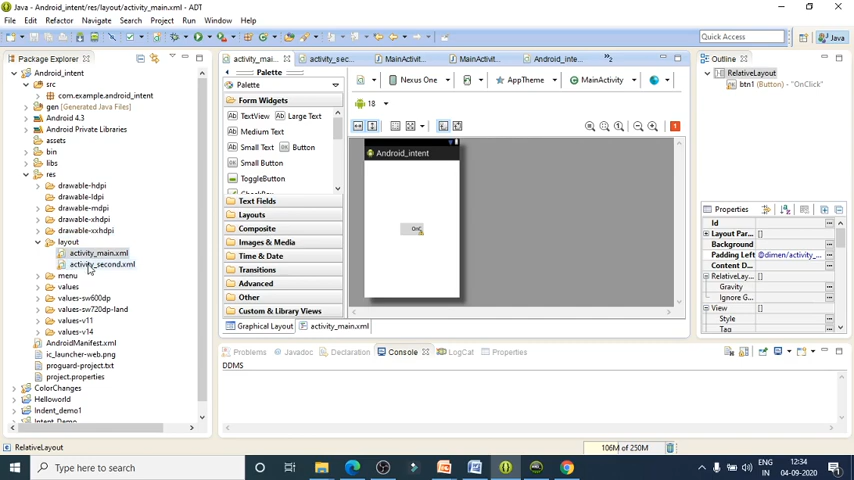 Java - Android_intent/res/layout/activity_main.xml - ADT
File Edit Refactor Navigate Search Project Run Window Help
Quick Access
Java
Package Explorer
Android_intent
src
com.example.android_intent
gen [Generated Java Files]
Android 4.3
Android Private Libraries
assets
bin
libs
res
drawable-hdpi
drawable-ldpi
drawable-mdpi
drawable-xhdpi
drawable-xxhdpi
layout
activity_main.xml
activity_second.xml
menu
values
values-sw600dp
values-sw720dp-land
values-v11
values-v14
AndroidManifest.xml
ic_launcher-web.png
proguard-project.txt
project.properties
ColorChanges
Helloworld
Indent_demo1
Intent_Demo
activity_mai...
activity_sec...
MainActivit...
MainActivit...
Android_inte...
»2
Palette
Palette
Form Widgets
TextView
Large Text
Medium Text
Small Text
Button
Small Button
ToggleButton
CheckBox
Text Fields
Layouts
Composite
Images & Media
Time & Date
Transitions
Advanced
Other
Custom & Library Views
Graphical Layout
activity_main.xml
Nexus One
AppTheme
MainActivity
18
1
Android_intent
OnC
Outline
RelativeLayout
btn1 (Button) - "OnClick"
Properties
Id
Layout Par... []
Background
Padding Left @dimen/activity_...
Content D...
RelativeLay... []
Gravity
Ignore G...
View []
Style
Tag
Problems
Javadoc
Declaration
Console
LogCat
Properties
DDMS
RelativeLayout
106M of 250M
Type here to search
ENG
IN
12:34
04-09-2020